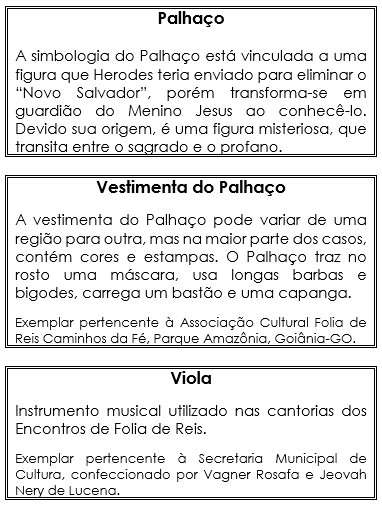 Palhaço
A simbologia do Palhaço está vinculada a uma
figura que Herodes teria enviado para eliminar o
“Novo Salvador”, porém transforma-se em
guardião do Menino Jesus ao conhecê-lo.
Devido sua origem, é uma figura misteriosa, que
transita entre o sagrado e o profano.
Vestimenta do Palhaço
A vestimenta do Palhaço pode variar de uma
região para outra, mas na maior parte dos casos,
contém cores e estampas. O Palhaço traz no
rosto uma máscara, usa longas barbas e
bigodes, carrega um bastão e uma capanga.
Exemplar pertencente à Associação Cultural Folia de
Reis Caminhos da Fé, Parque Amazônia, Goiânia-GO.
Viola
Instrumento musical utilizado nas cantorias dos
Encontros de Folia de Reis.
Exemplar pertencente à Secretaria Municipal de
Cultura, confeccionado por Vagner Rosafa e Jeovah
Nery de Lucena.